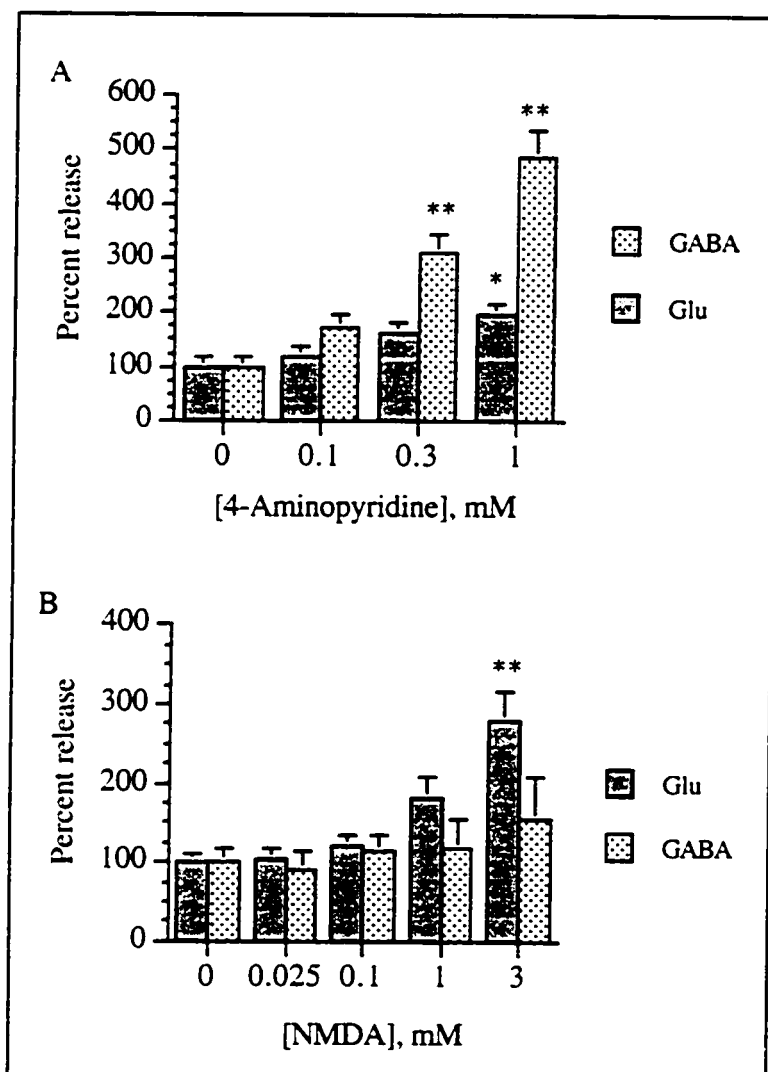 A
600
500
400
300
200
100
0
Percent release
**
**
*
GABA
Glu
0 0.1 0.3 1
[4-Aminopyridine], mM
B
400
300
200
100
0
Percent release
**
Glu
GABA
0 0.025 0.1 1 3
[NMDA], mM